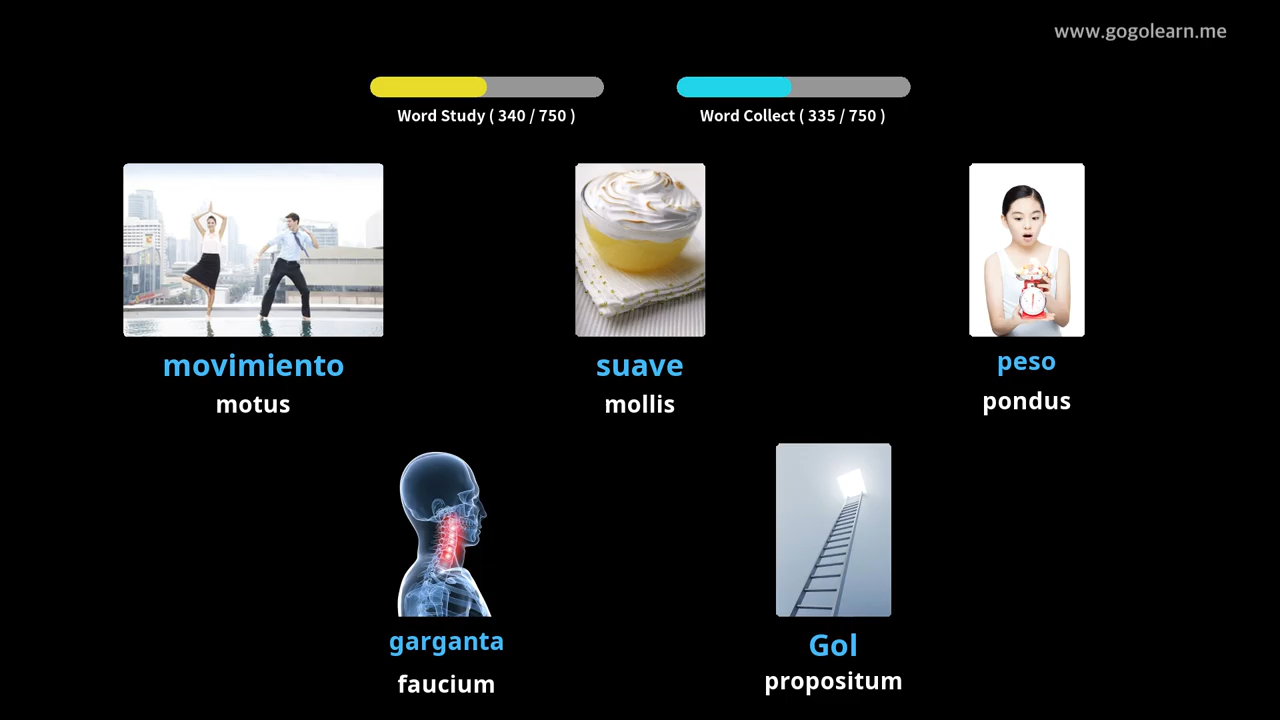 www.gogolearn.me
Word Study ( 340 / 750 )
Word Collect ( 335 / 750 )
movimiento
motus
suave
mollis
peso
pondus
garganta
faucium
Gol
propositum